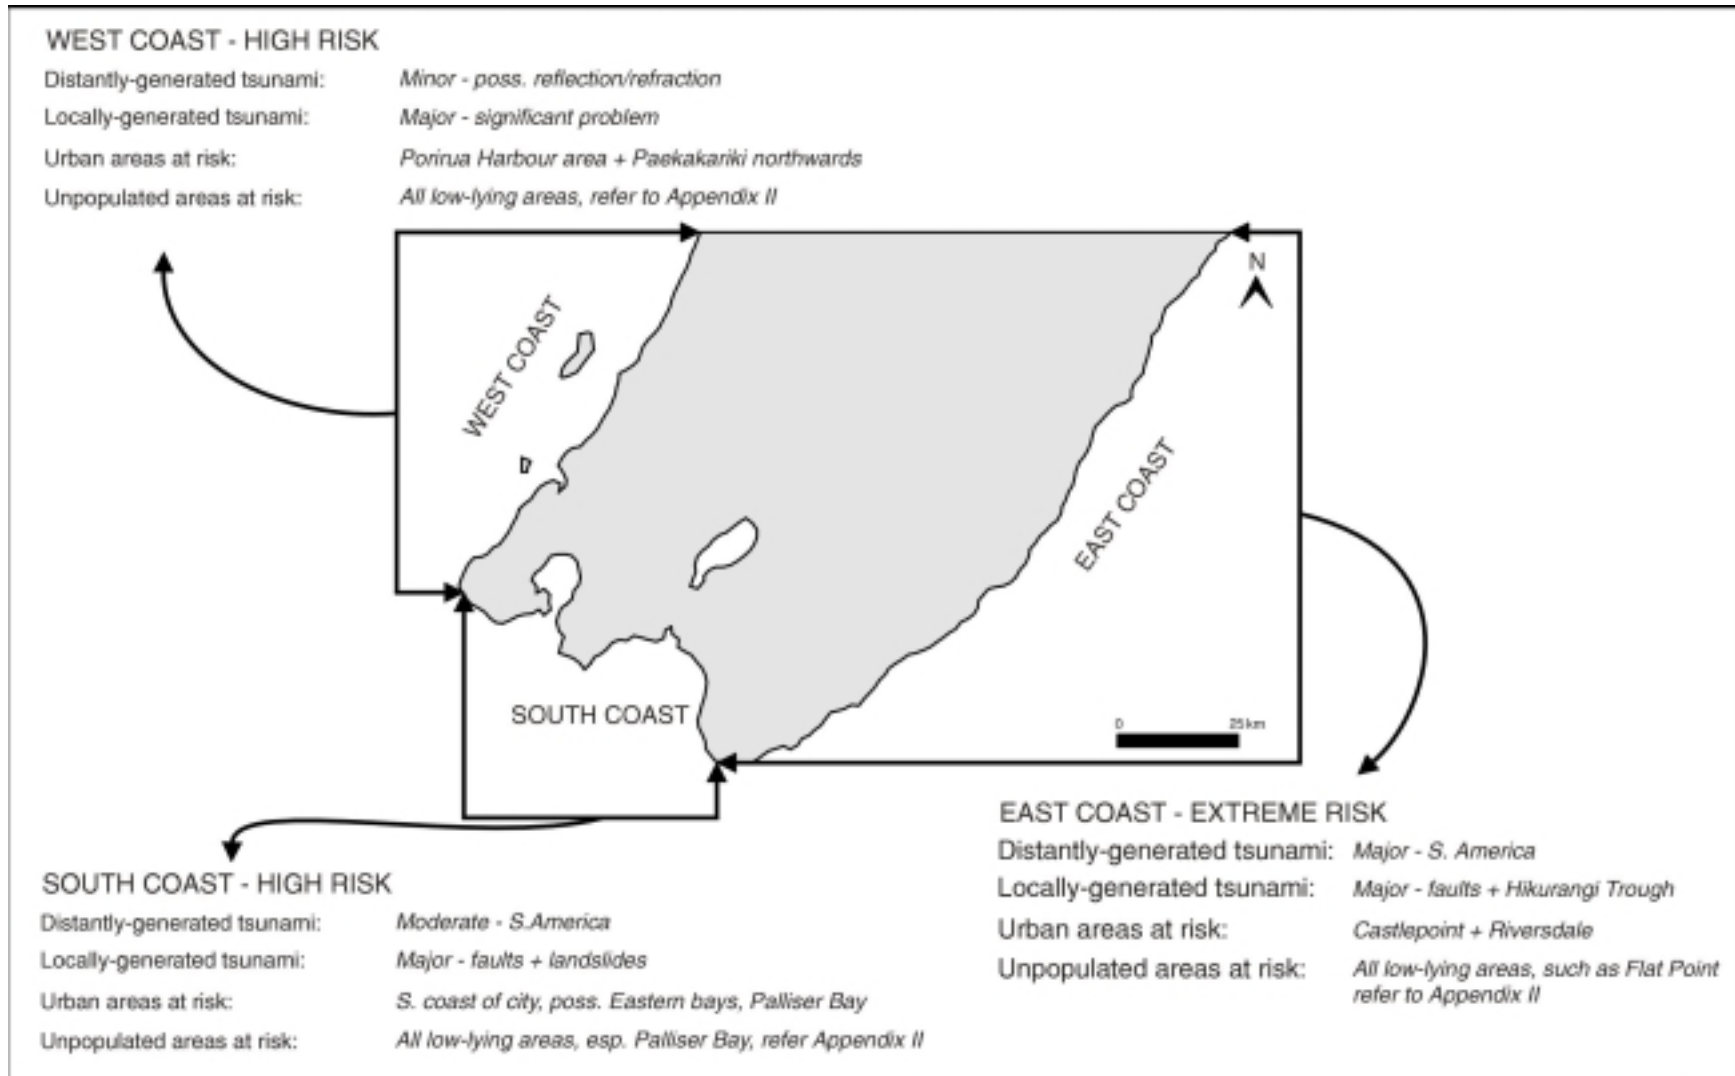 WEST COAST - HIGH RISK
Distantly-generated tsunami: Minor - poss. reflection/refraction
Locally-generated tsunami: Major - significant problem
Urban areas at risk: Porirua Harbour area + Paekakariki northwards
Unpopulated areas at risk: All low-lying areas, refer to Appendix II
N
WEST COAST
EAST COAST
SOUTH COAST
0 25 km
EAST COAST - EXTREME RISK
Distantly-generated tsunami: Major - S. America
Locally-generated tsunami: Major - faults + Hikurangi Trough
Urban areas at risk: Castlepoint + Riversdale
Unpopulated areas at risk: All low-lying areas, such as Flat Point
refer to Appendix II
SOUTH COAST - HIGH RISK
Distantly-generated tsunami: Moderate - S.America
Locally-generated tsunami: Major - faults + landslides
Urban areas at risk: S. coast of city, poss. Eastern bays, Palliser Bay
Unpopulated areas at risk: All low-lying areas, esp. Palliser Bay, refer Appendix II